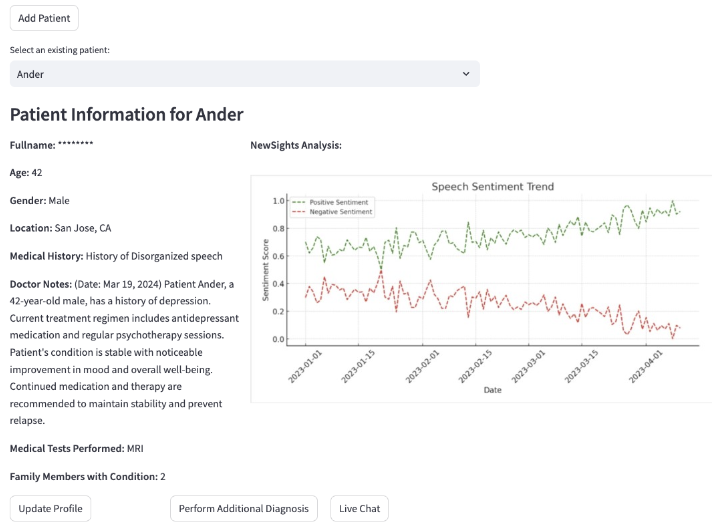 Add Patient
Select an existing patient:
Ander
Patient Information for Ander
Fullname: ********
Age: 42
Gender: Male
Location: San Jose, CA
Medical History: History of Disorganized speech
Doctor Notes: (Date: Mar 19, 2024) Patient Ander, a
42-year-old male, has a history of depression.
Current treatment regimen includes antidepressant
medication and regular psychotherapy sessions.
Patient's condition is stable with noticeable
improvement in mood and overall well-being.
Continued medication and therapy are
recommended to maintain stability and prevent
relapse.
Medical Tests Performed: MRI
Family Members with Condition: 2
NewSights Analysis:
Speech Sentiment Trend
Positive Sentiment
Negative Sentiment
Sentiment Score
1.0
0.8
0.6
0.4
0.2
0.0
2023-01-01
2023-01-15
2023-02-01
2023-02-15
2023-03-01
2023-03-15
2023-04-01
Date
Update Profile
Perform Additional Diagnosis
Live Chat